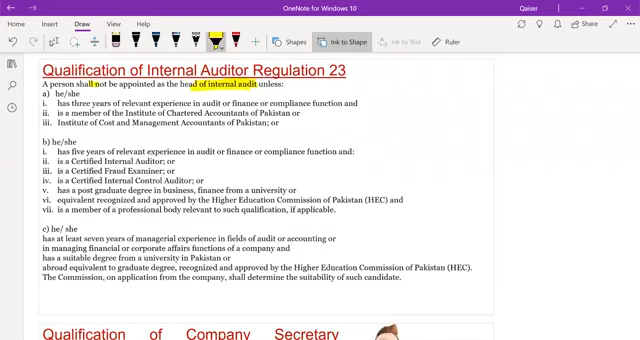 OneNote for Windows 10
Qaiser
Home
Insert
Draw
View
Help
Share
Shapes
Ink to Shape
Ink to Text
Ruler
Qualification of Internal Auditor Regulation 23
A person shall not be appointed as the head of internal audit unless:
a) he/she
i. has three years of relevant experience in audit or finance or compliance function and
ii. is a member of the Institute of Chartered Accountants of Pakistan or
iii. Institute of Cost and Management Accountants of Pakistan; or
b) he/she
i. has five years of relevant experience in audit or finance or compliance function and:
ii. is a Certified Internal Auditor; or
iii. is a Certified Fraud Examiner; or
iv. is a Certified Internal Control Auditor; or
v. has a post graduate degree in business, finance from a university or
vi. equivalent recognized and approved by the Higher Education Commission of Pakistan (HEC) and
vii. is a member of a professional body relevant to such qualification, if applicable.
c) he/ she
has at least seven years of managerial experience in fields of audit or accounting or
in managing financial or corporate affairs functions of a company and
has a suitable degree from a university in Pakistan or
abroad equivalent to graduate degree, recognized and approved by the Higher Education Commission of Pakistan (HEC).
The Commission, on application from the company, shall determine the suitability of such candidate.
Qualification of Company Secretary